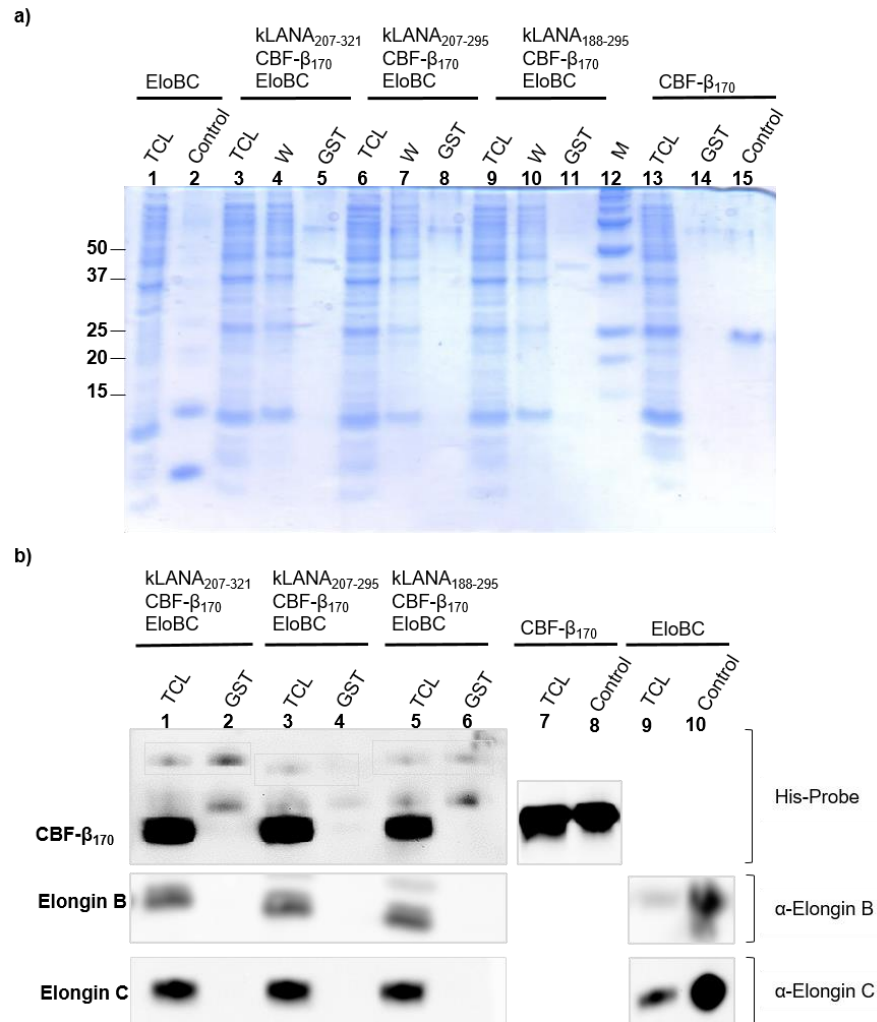 a)
kLANA207-321 kLANA207-295 kLANA188-295
CBF-β170 CBF-β170 CBF-β170
EloBC EloBC EloBC EloBC CBF-β170
TCL Control TCL W GST TCL W GST TCL W GST M TCL GST Control
1 2 3 4 5 6 7 8 9 10 11 12 13 14 15
50
37
25
20
15
b)
kLANA207-321 kLANA207-295 kLANA188-295
CBF-β170 CBF-β170 CBF-β170
EloBC EloBC EloBC CBF-β170 EloBC
TCL GST TCL GST TCL GST TCL Control TCL Control
1 2 3 4 5 6 7 8 9 10
His-Probe
CBF-β170
Elongin B α-Elongin B
Elongin C α-Elongin C